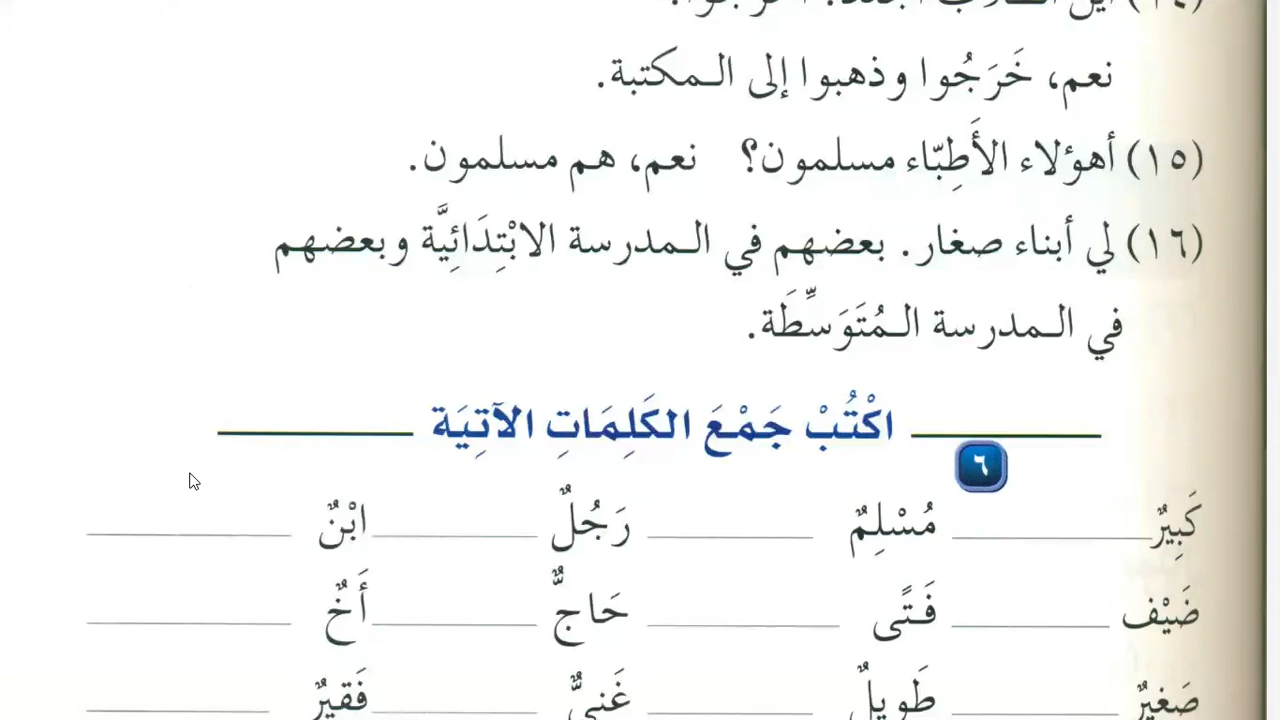 نعم، خَرَجُوا وذهبوا إلى المكتبة.
(١٥) أهؤلاء الأَطِبّاء مسلمون؟ نعم، هم مسلمون.
(١٦) لي أبناء صغار. بعضهم في المدرسة الابْتِدَائِيَّة وبعضهم
في المدرسة المُتَوَسِّطَة.
اكْتُبْ جَمْعَ الكَلِمَاتِ الآتِيَة
٦
كَبِيرٌ مُسْلِمٌ رَجُلٌ ابْنٌ
ضَيْف فَتًى حَاجٌّ أَخٌ
صَغِيرٌ طَوِيلٌ غَنِيٌّ فَقِيرٌ